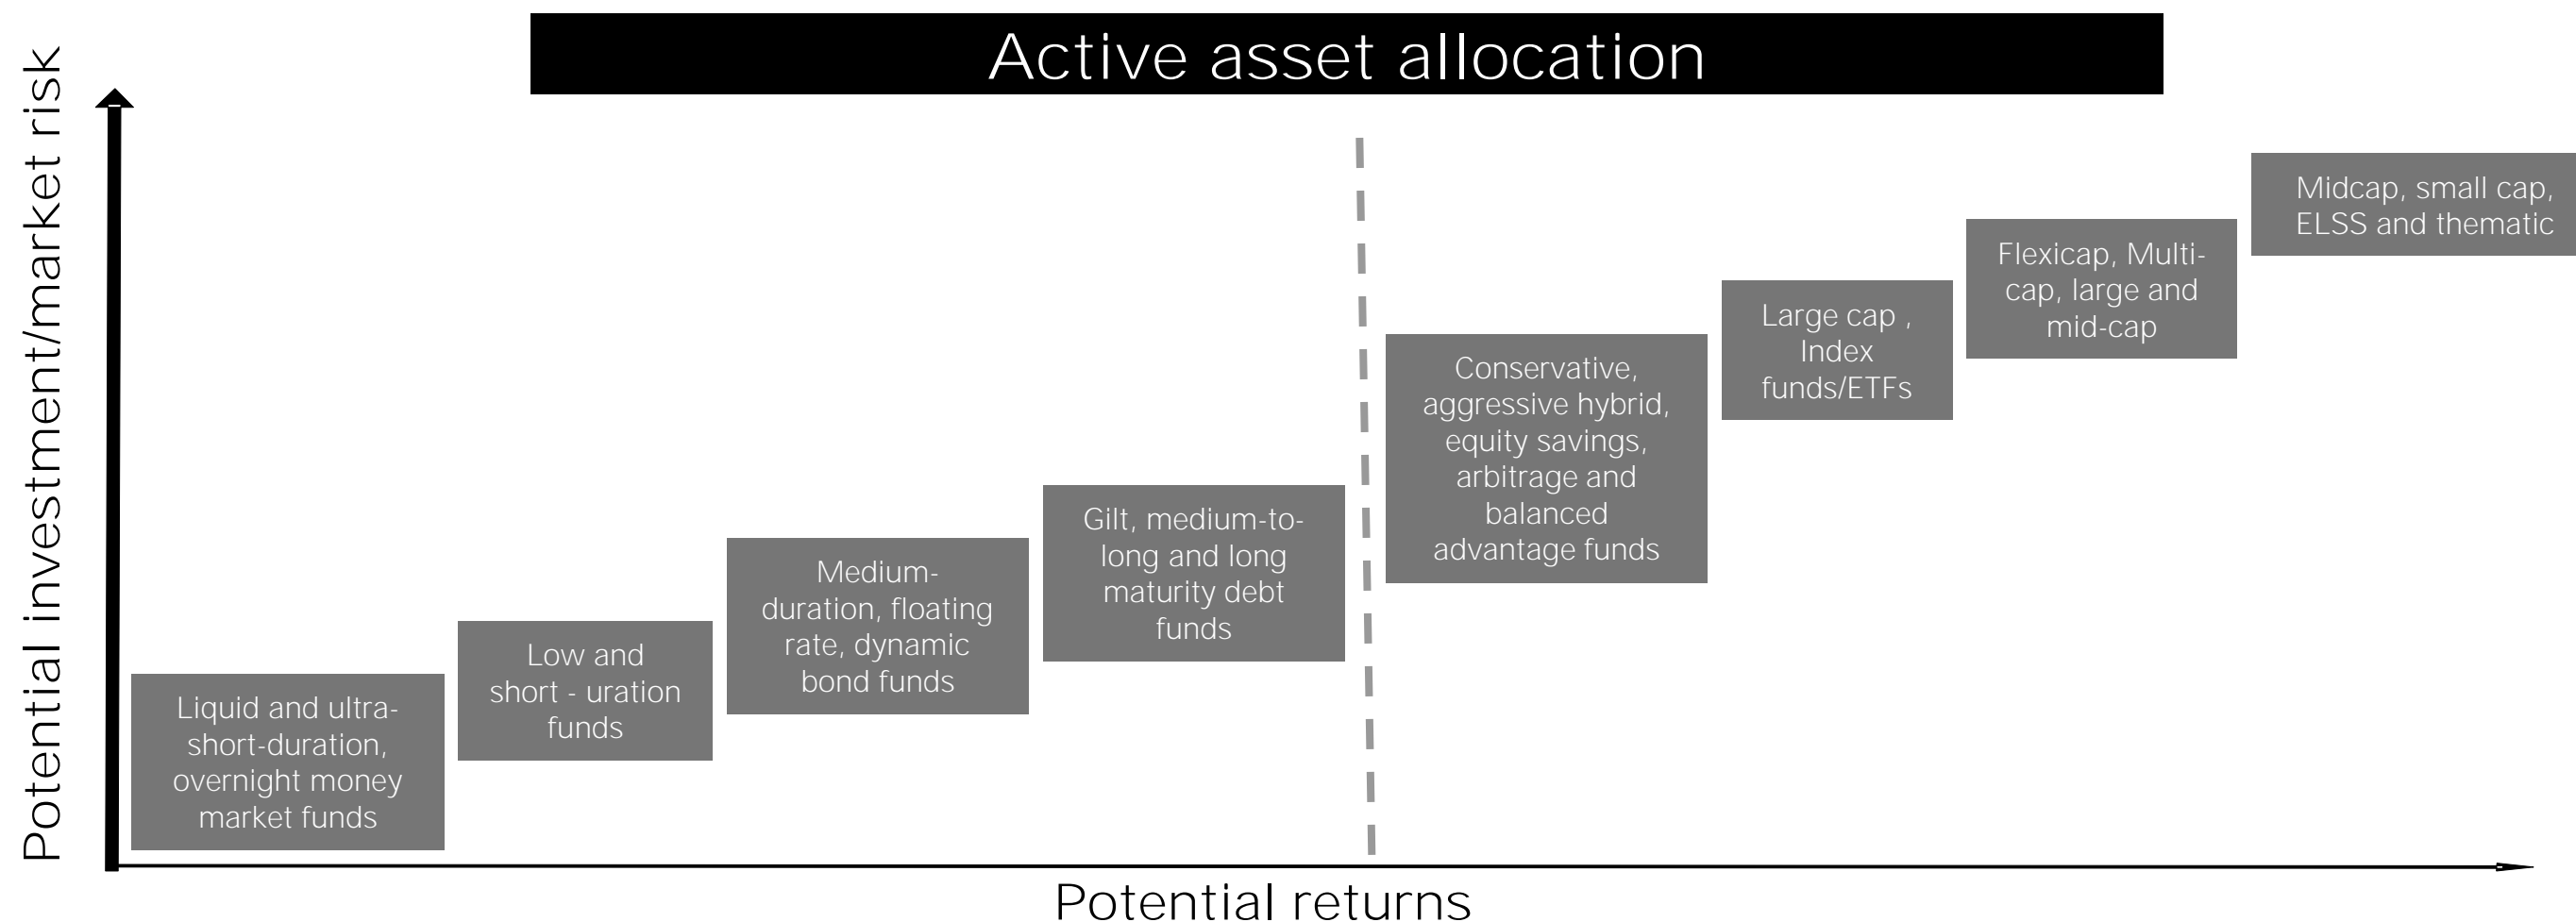 Active asset allocation
Potential investment/market risk
Midcap, small cap,
ELSS and thematic
Flexicap, Multi-
cap, large and
mid-cap
Large cap ,
Index
funds/ETFs
Conservative,
aggressive hybrid,
equity savings,
arbitrage and
balanced
advantage funds
Gilt, medium-to-
long and long
maturity debt
funds
Medium-
duration, floating
rate, dynamic
bond funds
Low and
short - uration
funds
Liquid and ultra-
short-duration,
overnight money
market funds
Potential returns